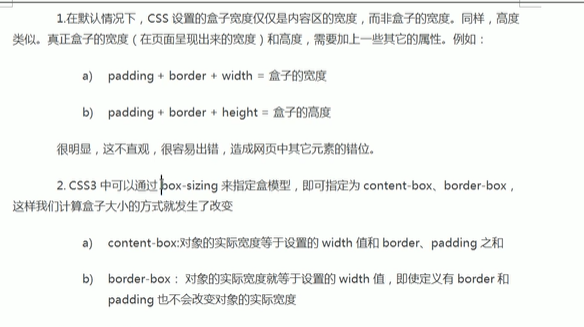 1.在默认情况下，CSS 设置的盒子宽度仅仅是内容区的宽度，而非盒子的宽度。同样，高度
类似。真正盒子的宽度（在页面呈现出来的宽度）和高度，需要加上一些其它的属性。例如：
a) padding + border + width = 盒子的宽度
b) padding + border + height = 盒子的高度
很明显，这不直观，很容易出错，造成网页中其它元素的错位。
2. CSS3 中可以通过 box-sizing 来指定盒模型，即可指定为 content-box、border-box，
这样我们计算盒子大小的方式就发生了改变
a) content-box:对象的实际宽度等于设置的 width 值和 border、padding 之和
b) border-box： 对象的实际宽度就等于设置的 width 值，即使定义有 border 和
padding 也不会改变对象的实际宽度